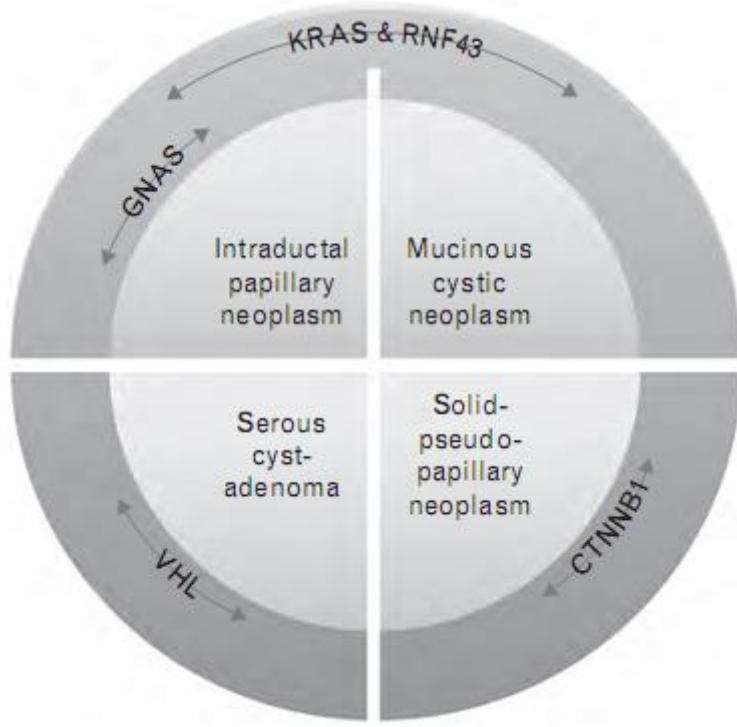 KRAS & RNF43
GNAS
Intraductal
papillary
neoplasm
Mucinous
cystic
neoplasm
Serous
cyst-
adenoma
Solid-
pseudo-
papillary
neoplasm
VHL
CTNNB1